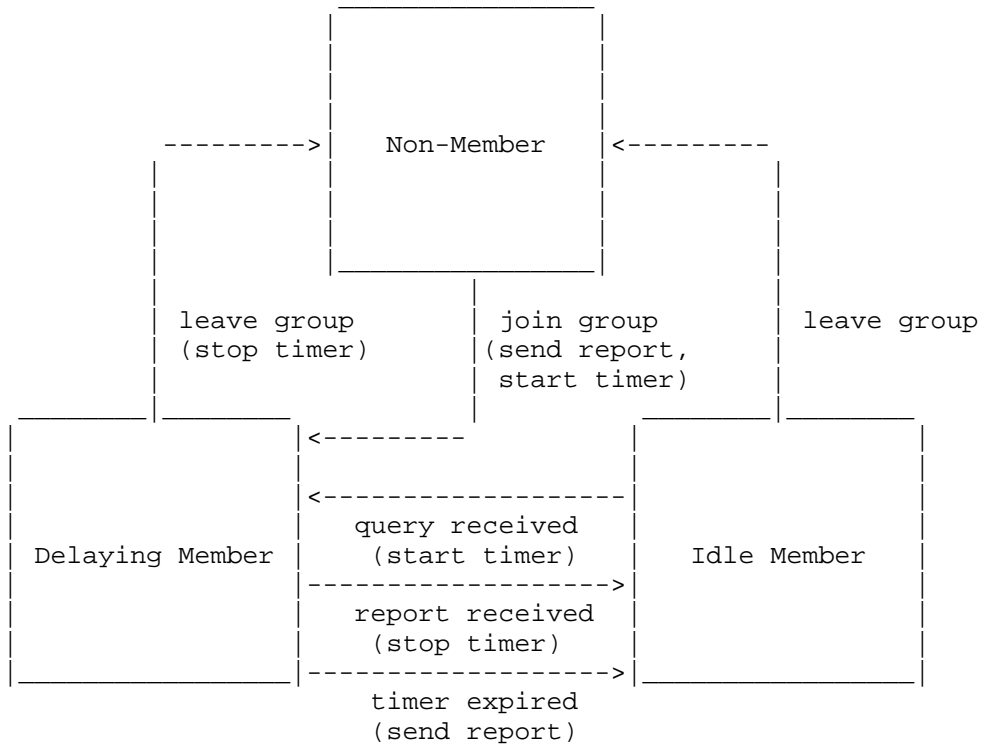 Non-Member
leave group
(stop timer)
join group
(send report,
start timer)
leave group
query received
(start timer)
Delaying Member
Idle Member
report received
(stop timer)
timer expired
(send report)